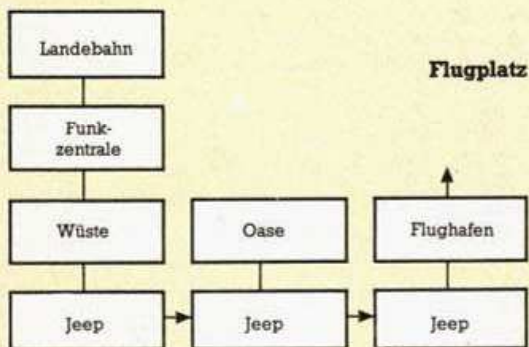 Landebahn
Flugplatz
Funk-
zentrale
Wüste
Oase
Flughafen
Jeep
Jeep
Jeep